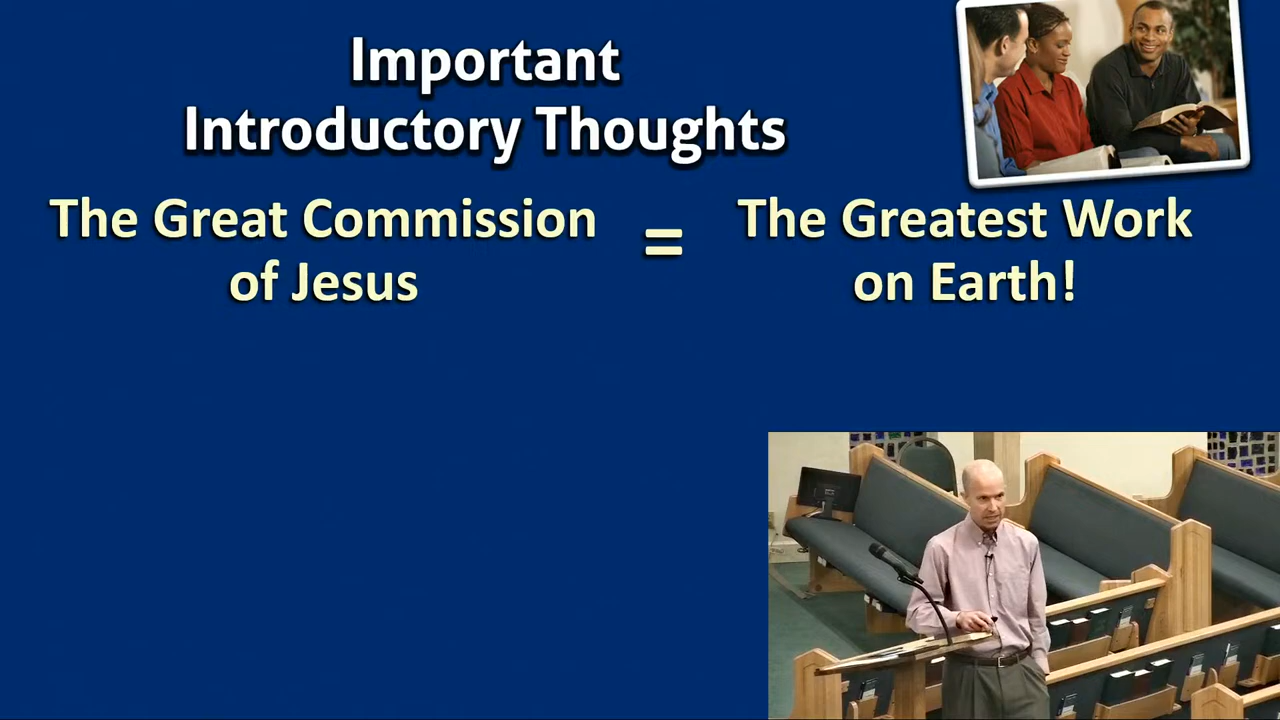 Important
Introductory Thoughts
The Great Commission
of Jesus
=
The Greatest Work
on Earth!